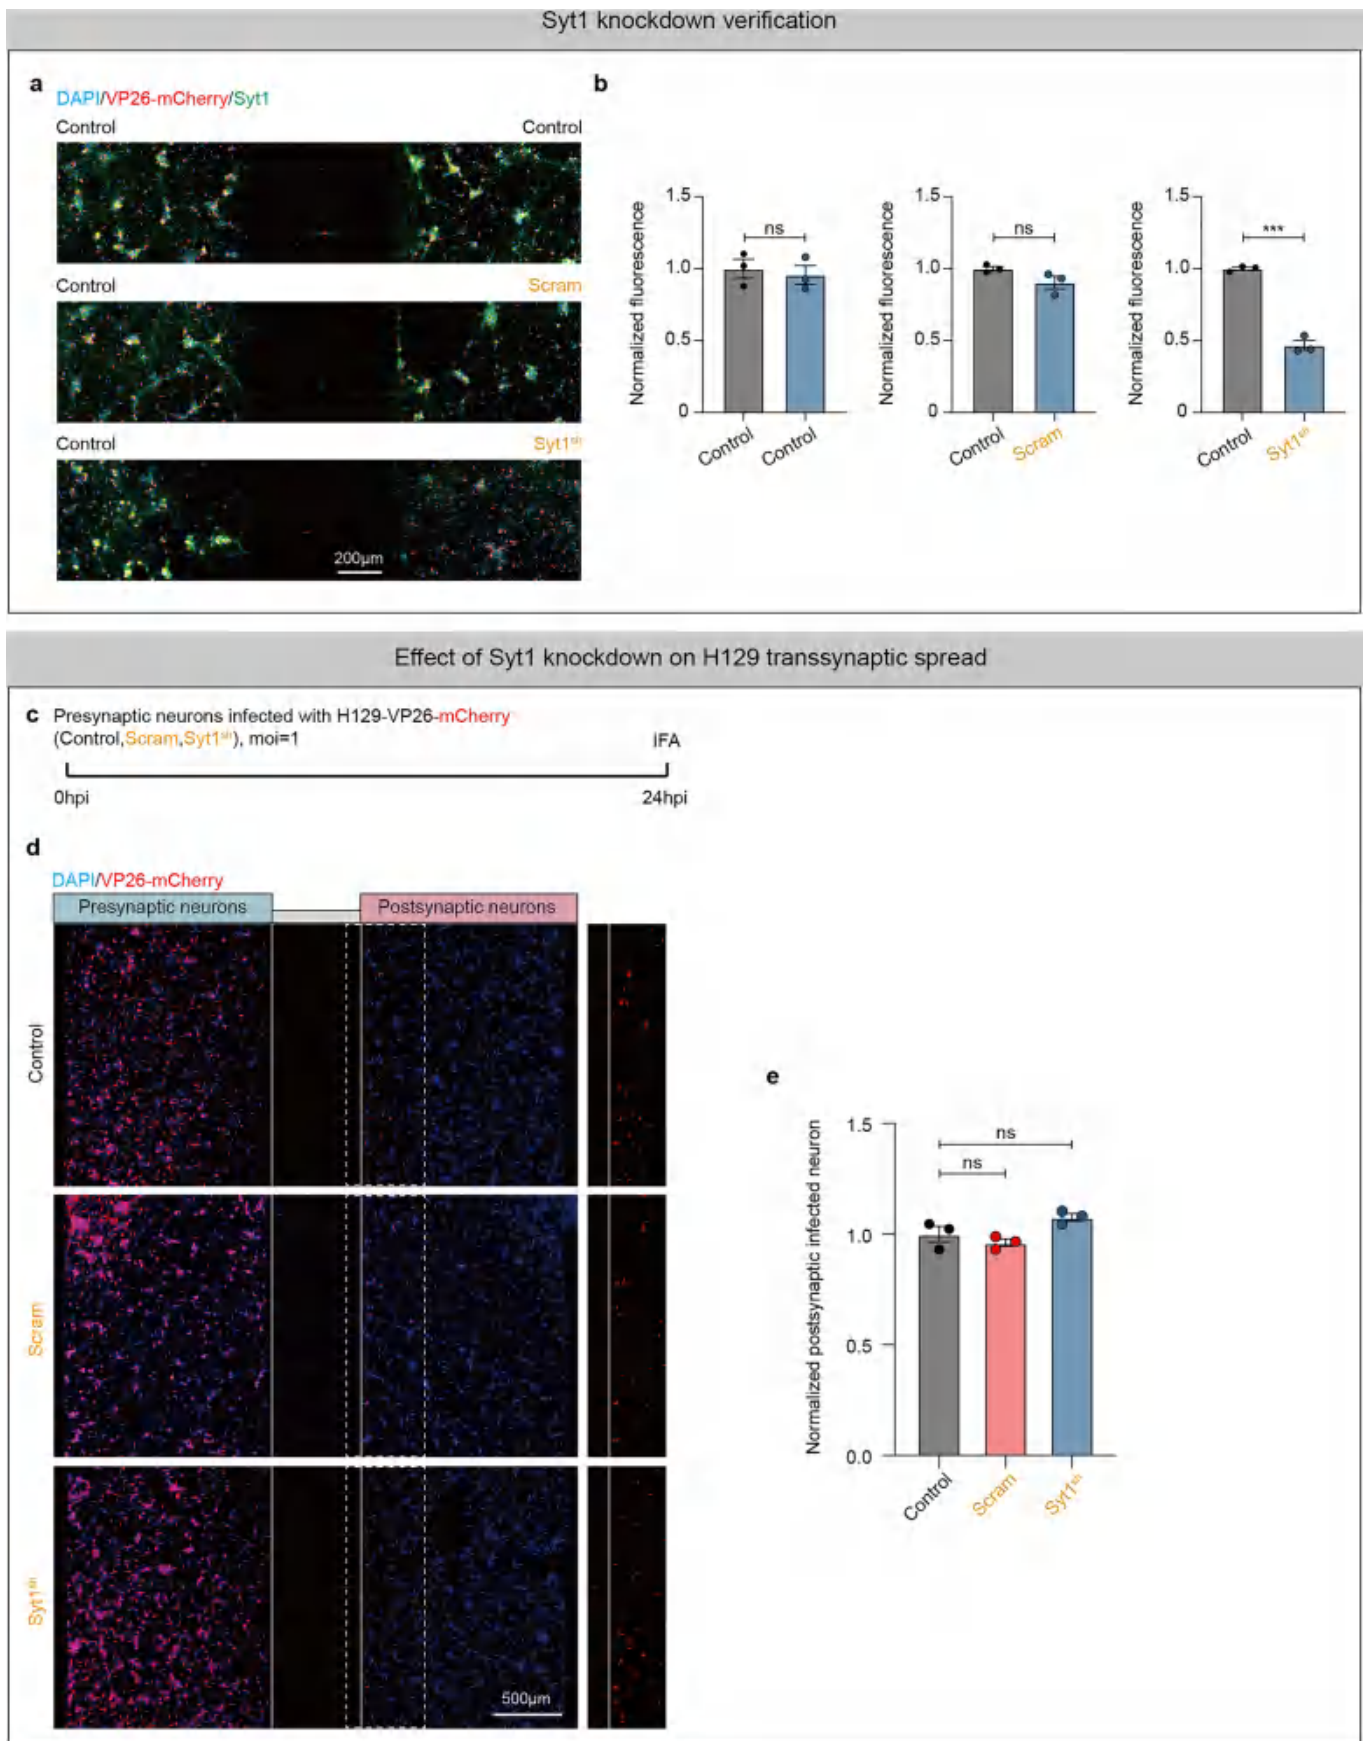 Syt1 knockdown verification
a
DAPI/VP26-mCherry/Syt1
Control Control
Control Scram
Control Syt1sh
200μm
b
Normalized fluorescence
1.5
1.0
0.5
0
ns
Control
Control
Normalized fluorescence
1.5
1.0
0.5
0
ns
Control
Scram
Normalized fluorescence
1.5
1.0
0.5
0
***
Control
Syt1sh
Effect of Syt1 knockdown on H129 transsynaptic spread
c Presynaptic neurons infected with H129-VP26-mCherry
(Control,Scram,Syt1sh), moi=1 IFA
0hpi 24hpi
d
DAPI/VP26-mCherry
Presynaptic neurons Postsynaptic neurons
Control
Scram
Syt1sh
500μm
e
Normalized postsynaptic infected neuron
1.5
1.0
0.5
0.0
ns
ns
Control
Scram
Syt1sh